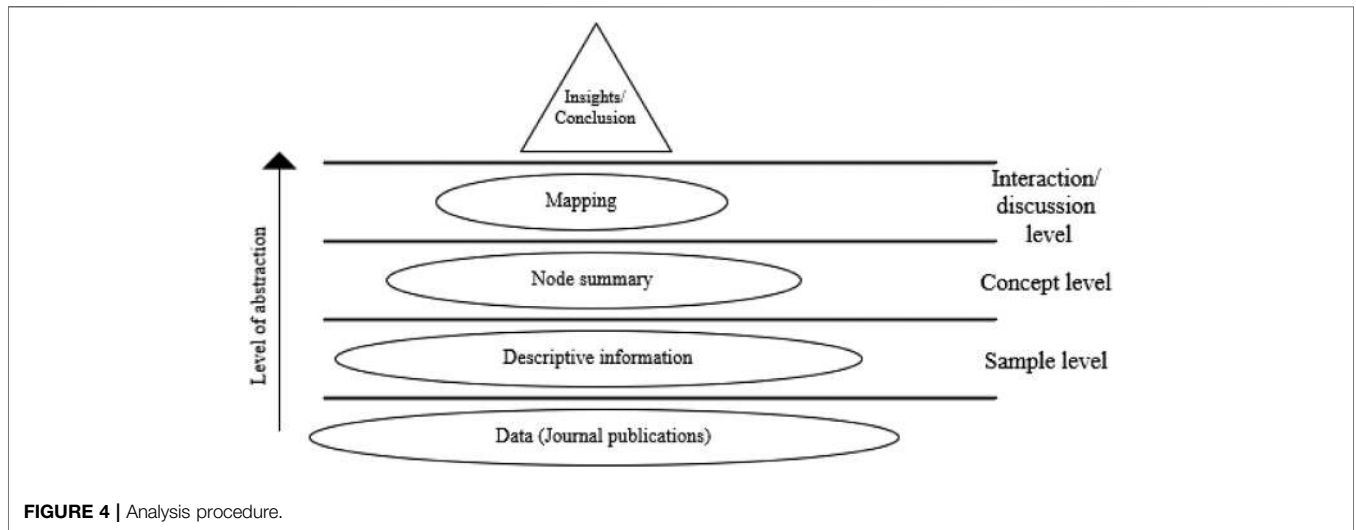 Insights/
Conclusion
Mapping
Interaction/
discussion
level
Node summary
Concept level
Descriptive information
Sample level
Data (Journal publications)
Level of abstraction
FIGURE 4 | Analysis procedure.